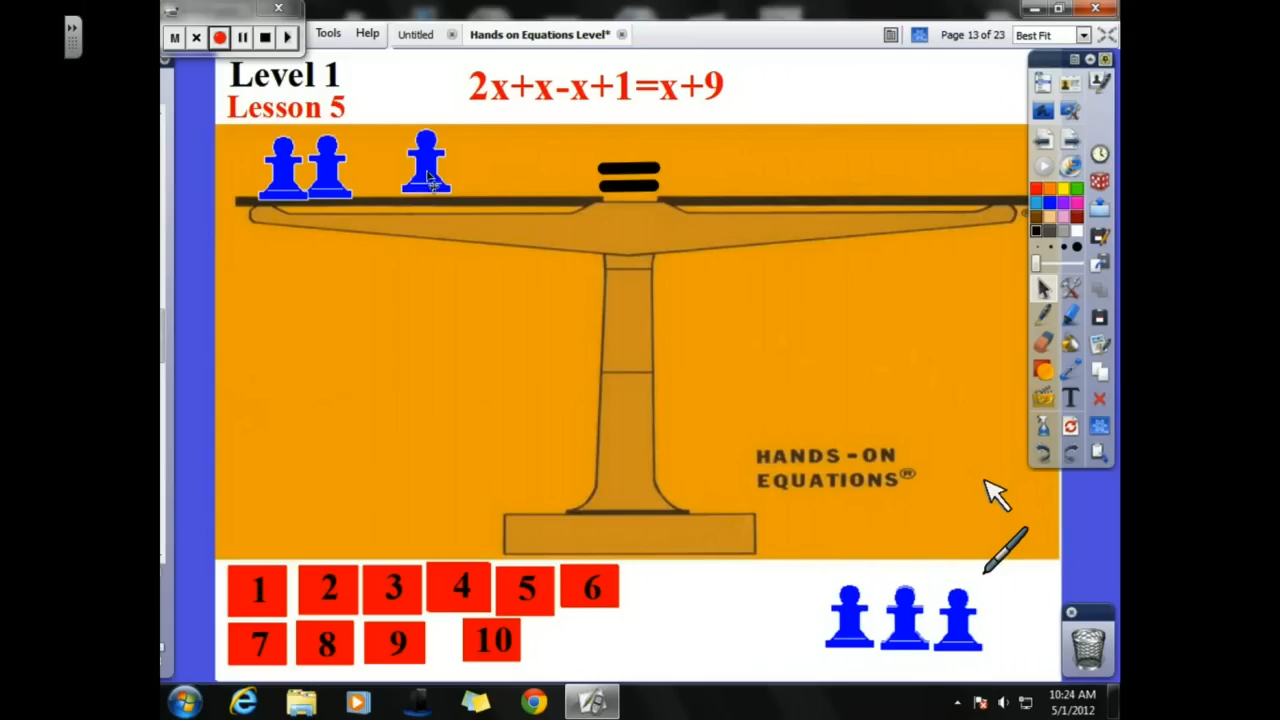 M
Tools Help Untitled Hands on Equations Level* Page 13 of 23 Best Fit
Level 1
Lesson 5
2x+x-x+1=x+9
=
HANDS-ON
EQUATIONS®
1 2 3 4 5 6
7 8 9 10
T
10:24 AM
5/1/2012